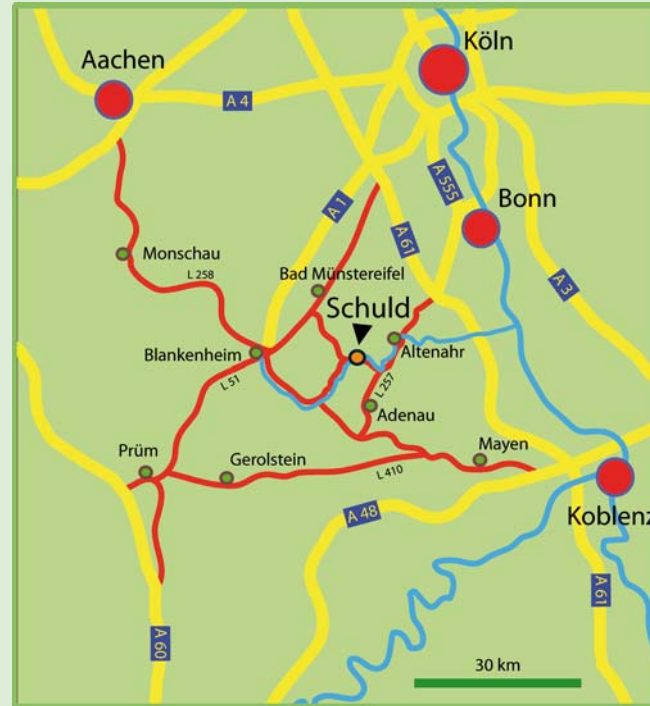 Köln
Aachen
A 4
A 555
Bonn
A 1
A 61
Monschau
A 3
L 258
Bad Münstereifel
Schuld
Blankenheim
Altenahr
L 51
L 257
Adenau
Prüm
Gerolstein
Mayen
L 410
Koblenz
A 48
A 61
A 60
30 km